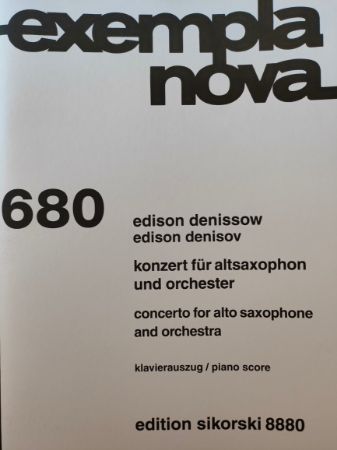 exempla
nova
680
edison denissow
edison denisov
konzert für altsaxophon
und orchester
concerto for alto saxophone
and orchestra
klavierauszug / piano score
edition sikorski 8880